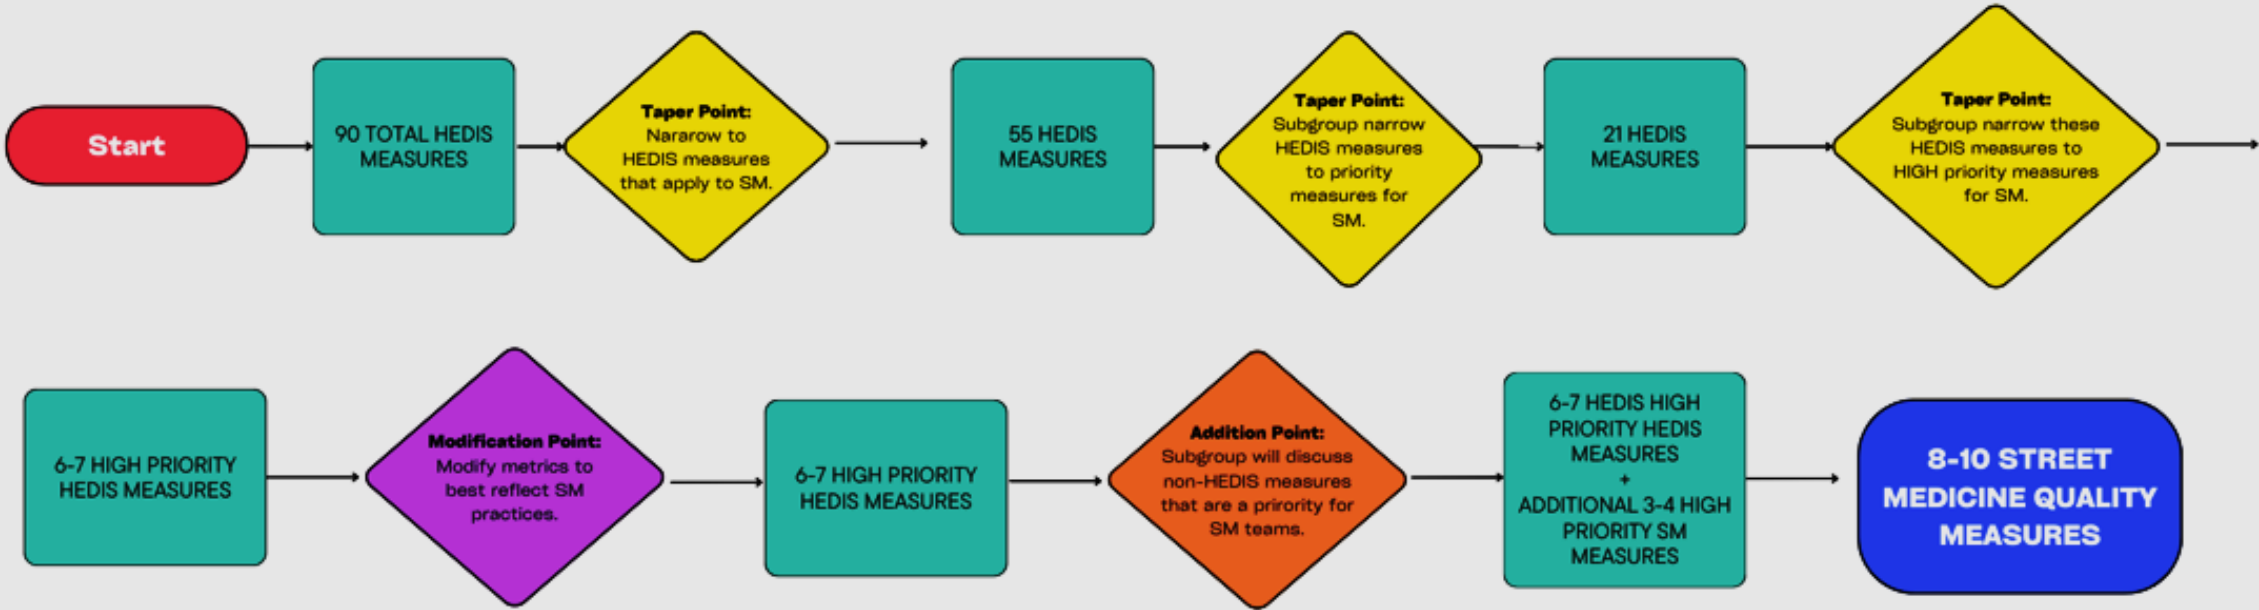 Start
90 TOTAL HEDIS
MEASURES
Taper Point:
Nararow to
HEDIS measures
that apply to SM.
55 HEDIS
MEASURES
Taper Point:
Subgroup narrow
HEDIS measures
to priority
measures for
SM.
21 HEDIS
MEASURES
Taper Point:
Subgroup narrow these
HEDIS measures to
HIGH priority measures
for SM.
6-7 HIGH PRIORITY
HEDIS MEASURES
Modification Point:
Modify metrics to
best reflect SM
practices.
6-7 HIGH PRIORITY
HEDIS MEASURES
Addition Point:
Subgroup will discuss
non-HEDIS measures
that are a prirority for
SM teams.
6-7 HEDIS HIGH
PRIORITY HEDIS
MEASURES
+
ADDITIONAL 3-4 HIGH
PRIORITY SM
MEASURES
8-10 STREET
MEDICINE QUALITY
MEASURES